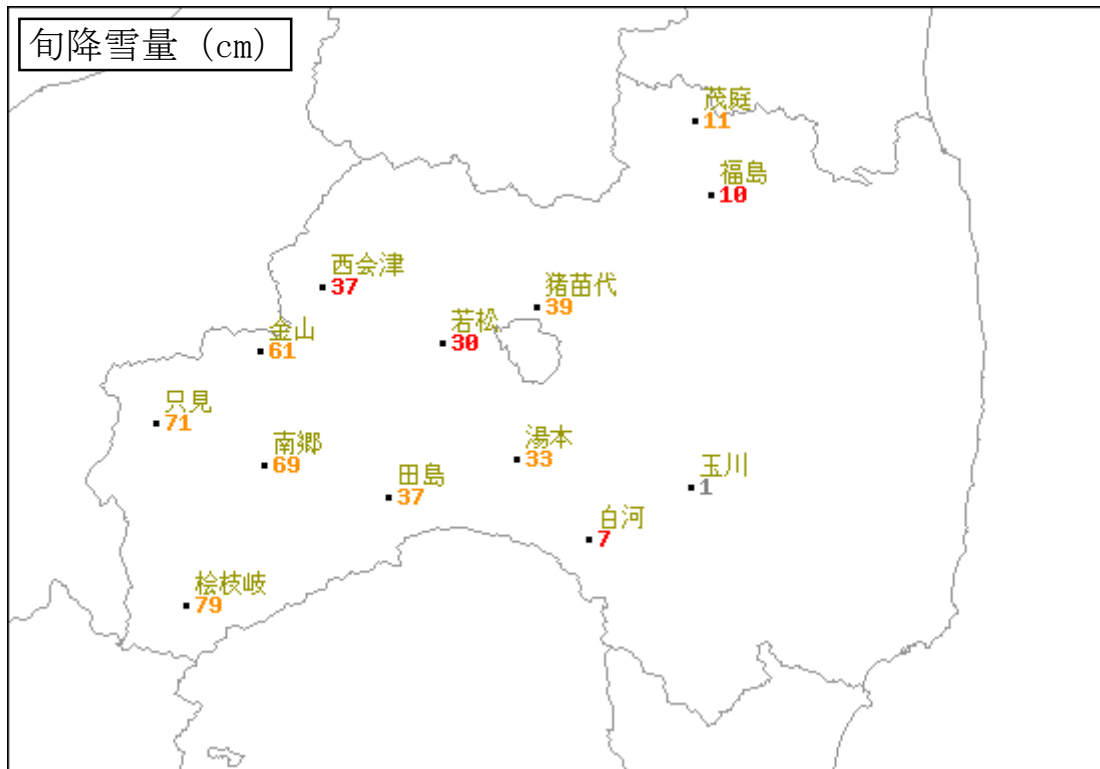 旬降雪量 (cm)
茂庭
11
福島
10
西会津
37
猪苗代
39
若松
30
金山
61
只見
71
南郷
69
湯本
33
田島
37
玉川
1
白河
7
桧枝岐
79